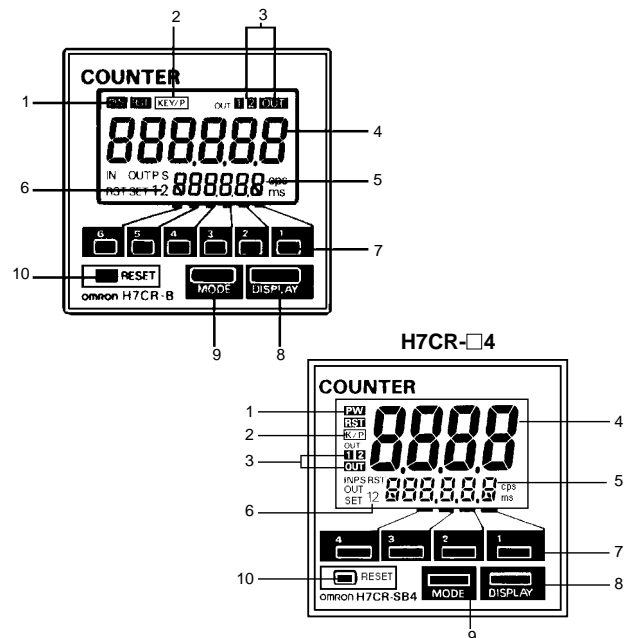 2
3
COUNTER
1
PW RST KEY/P OUT 1 2 OUT
888888
4
IN OUT P S
RST SET 12
888888
cps
ms
5
6
6 5 4 3 2 1
7
10
RESET
omron H7CR-B
MODE
DISPLAY
9
8
H7CR-□4
COUNTER
1
PW
RST
2
K/P
OUT
3
1 2
OUT
8888
4
INPS RST
OUT
SET 12
888888
cps
ms
5
6
4 3 2 1
7
10
RESET
omron H7CR-SB4
MODE
DISPLAY
8
9